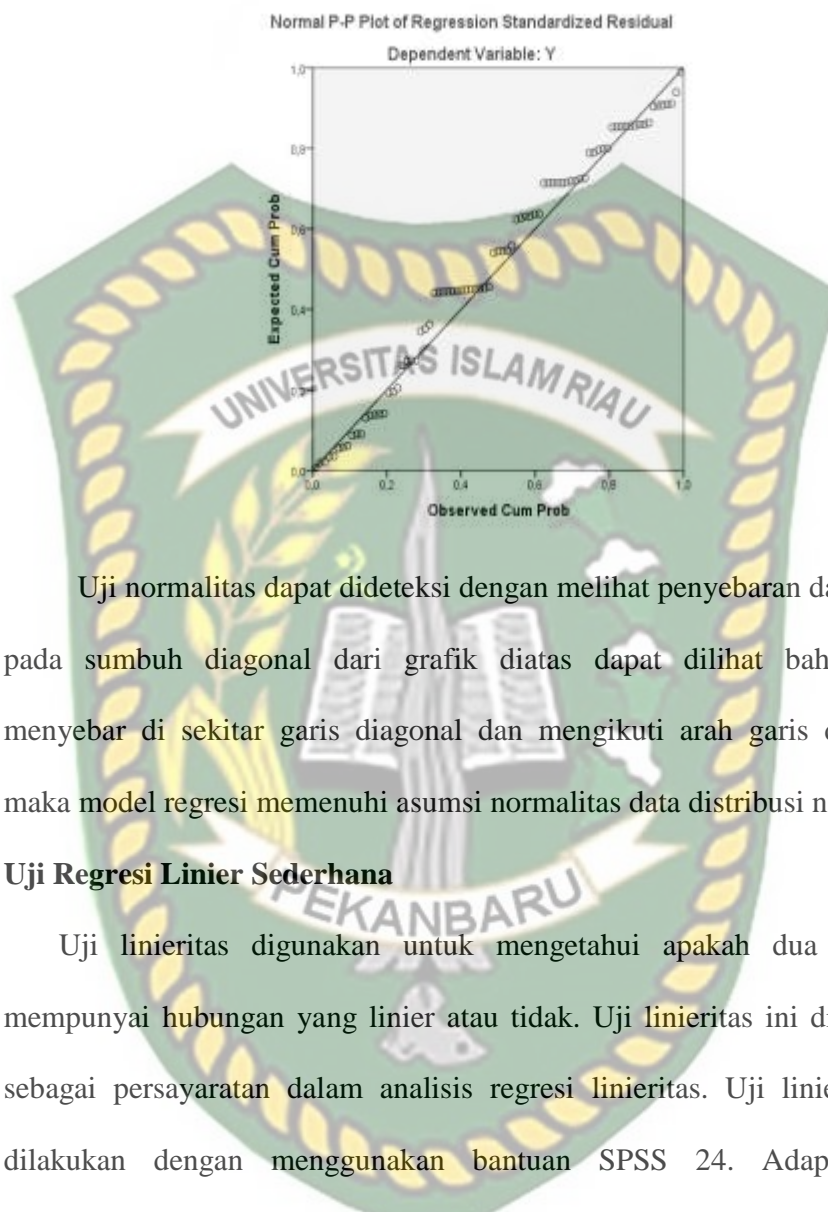 Normal P-P Plot of Regression Standardized Residual
Dependent Variable: Y
1,0
0,8
0,6
0,4
0,2
0,0
Expected Cum Prob
0,0 0,2 0,4 0,6 0,8 1,0
Observed Cum Prob
UNIVERSITAS ISLAM RIAU
Uji normalitas dapat dideteksi dengan melihat penyebaran da
pada sumbuh diagonal dari grafik diatas dapat dilihat bah
menyebar di sekitar garis diagonal dan mengikuti arah garis
maka model regresi memenuhi asumsi normalitas data distribusi n
Uji Regresi Linier Sederhana
PEKANBARU
Uji linieritas digunakan untuk mengetahui apakah dua
mempunyai hubungan yang linier atau tidak. Uji linieritas ini di
sebagai persayaratan dalam analisis regresi linieritas. Uji linie
dilakukan dengan menggunakan bantuan SPSS 24. Adap